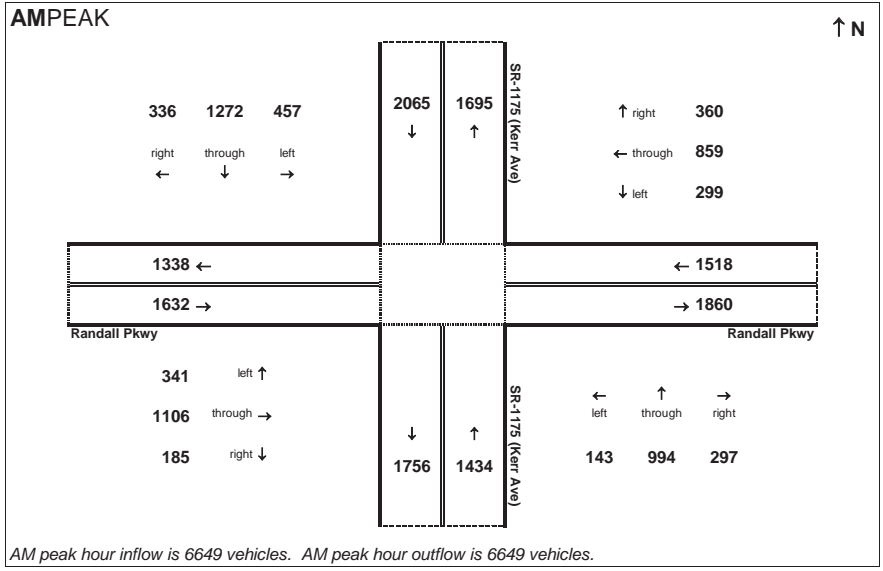 AMPEAK
↑ N
336 1272 457
right through left
← ↓ →
2065 1695
↓ ↑
SR-1175 (Kerr Ave)
↑ right 360
← through 859
↓ left 299
1338 ←
← 1518
1632 →
→ 1860
Randall Pkwy
Randall Pkwy
341 left ↑
1106 through →
185 right ↓
↓ ↑
1756 1434
SR-1175 (Kerr Ave)
← ↑ →
left through right
143 994 297
AM peak hour inflow is 6649 vehicles. AM peak hour outflow is 6649 vehicles.